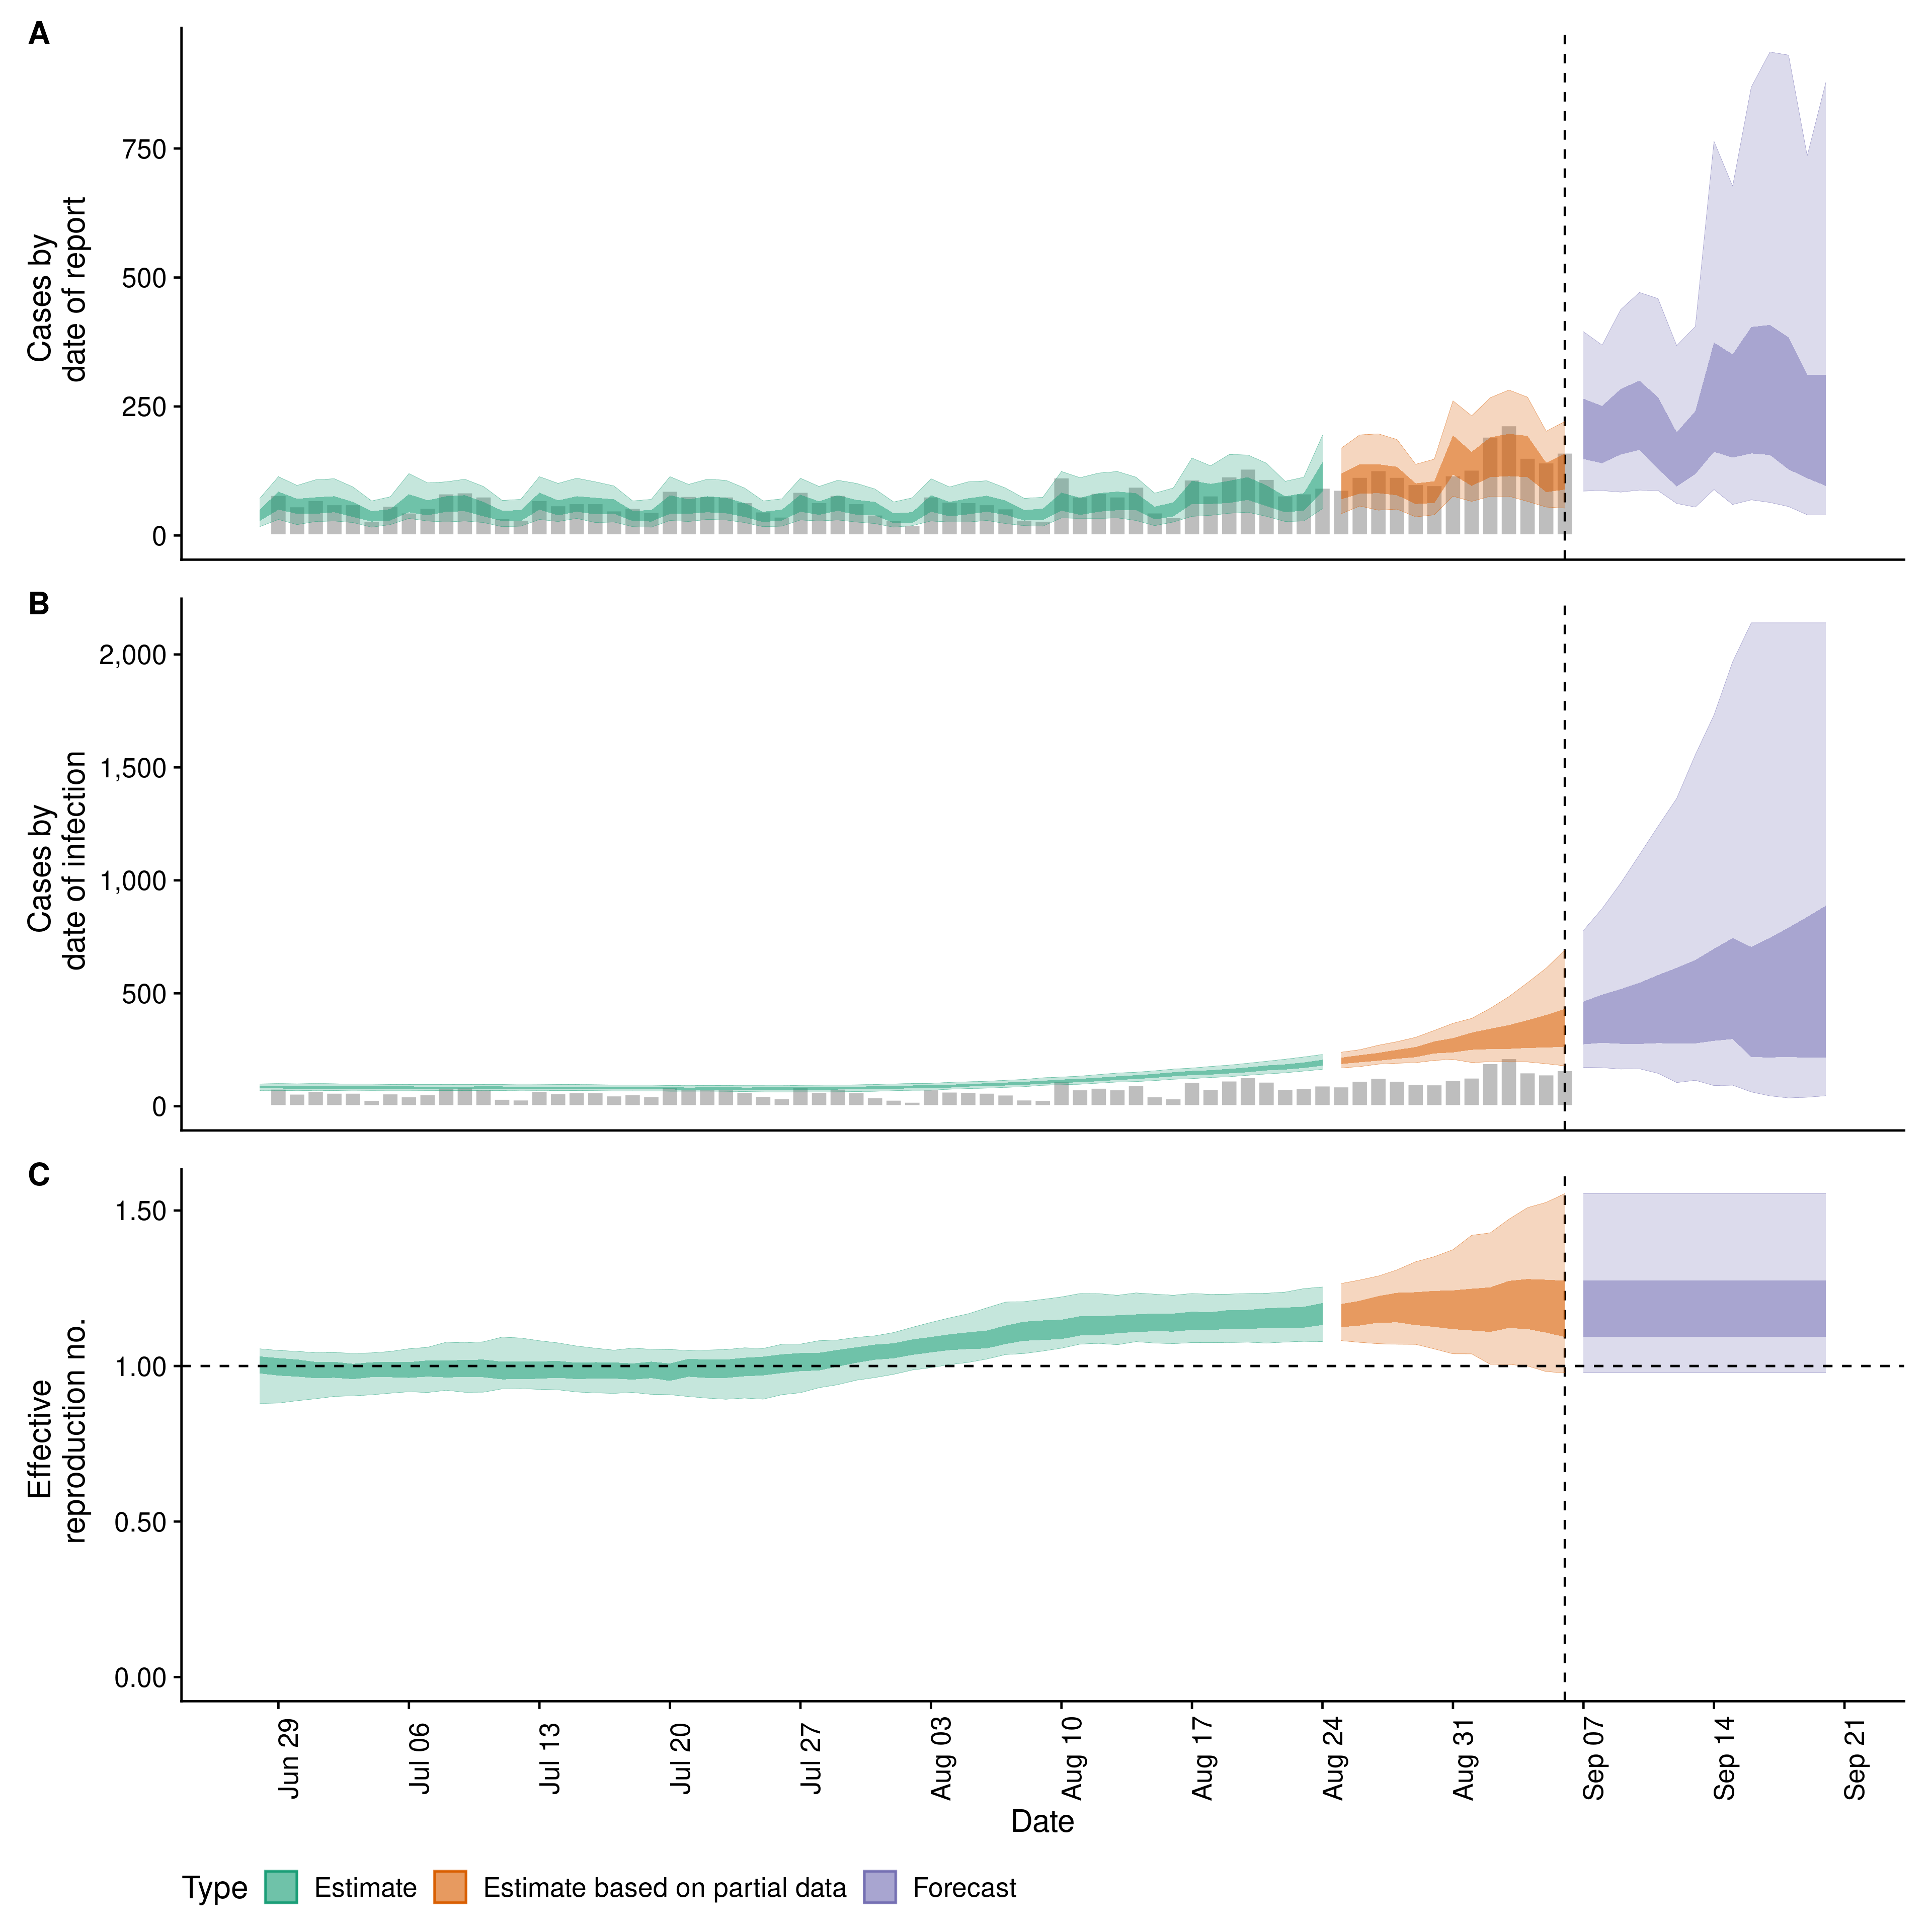 A
Cases by
date of report
750
500
250
0
B
Cases by
date of infection
2,000
1,500
1,000
500
0
C
Effective
reproduction no.
1.50
1.00
0.50
0.00
Jun 29
Jul 06
Jul 13
Jul 20
Jul 27
Aug 03
Aug 10
Aug 17
Aug 24
Aug 31
Sep 07
Sep 14
Sep 21
Date
Type Estimate Estimate based on partial data Forecast